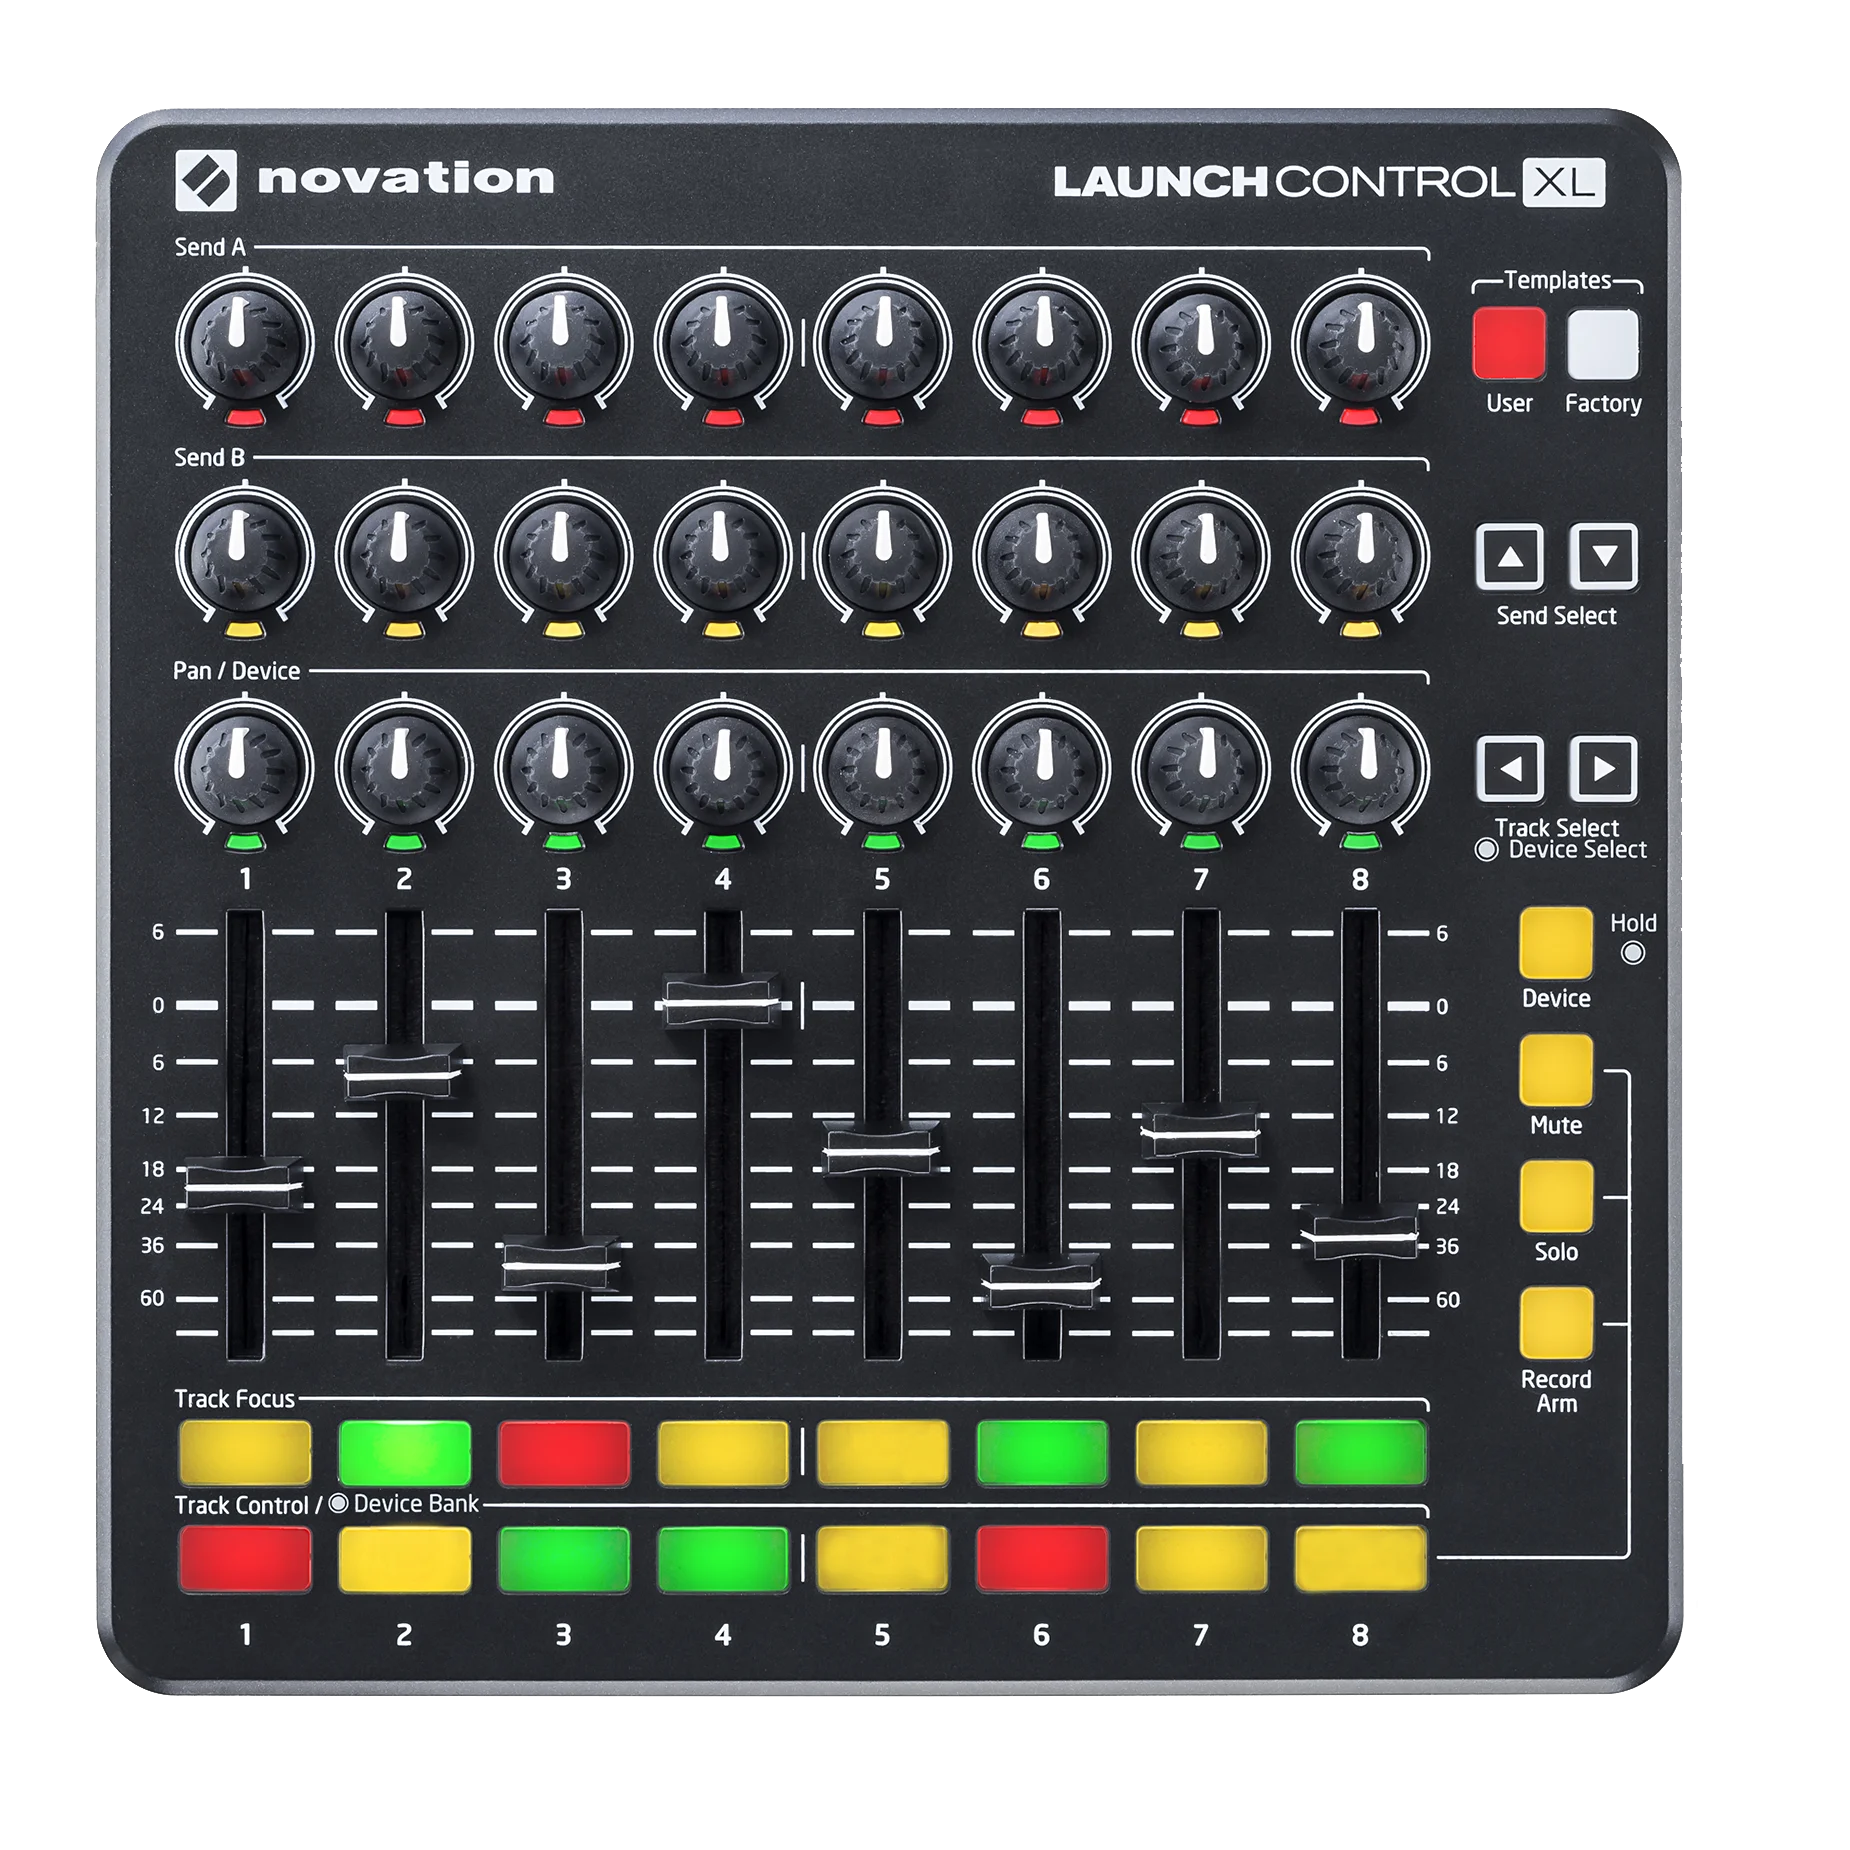 novation LAUNCHCONTROL XL
Send A
Templates
User Factory
Send B
Send Select
Pan / Device
Track Select
Device Select
1 2 3 4 5 6 7 8
6 6
0 0
6 6
12 12
18 18
24 24
36 36
60 60
Hold
Device
Mute
Solo
Record
Arm
Track Focus
Track Control / Device Bank
1 2 3 4 5 6 7 8